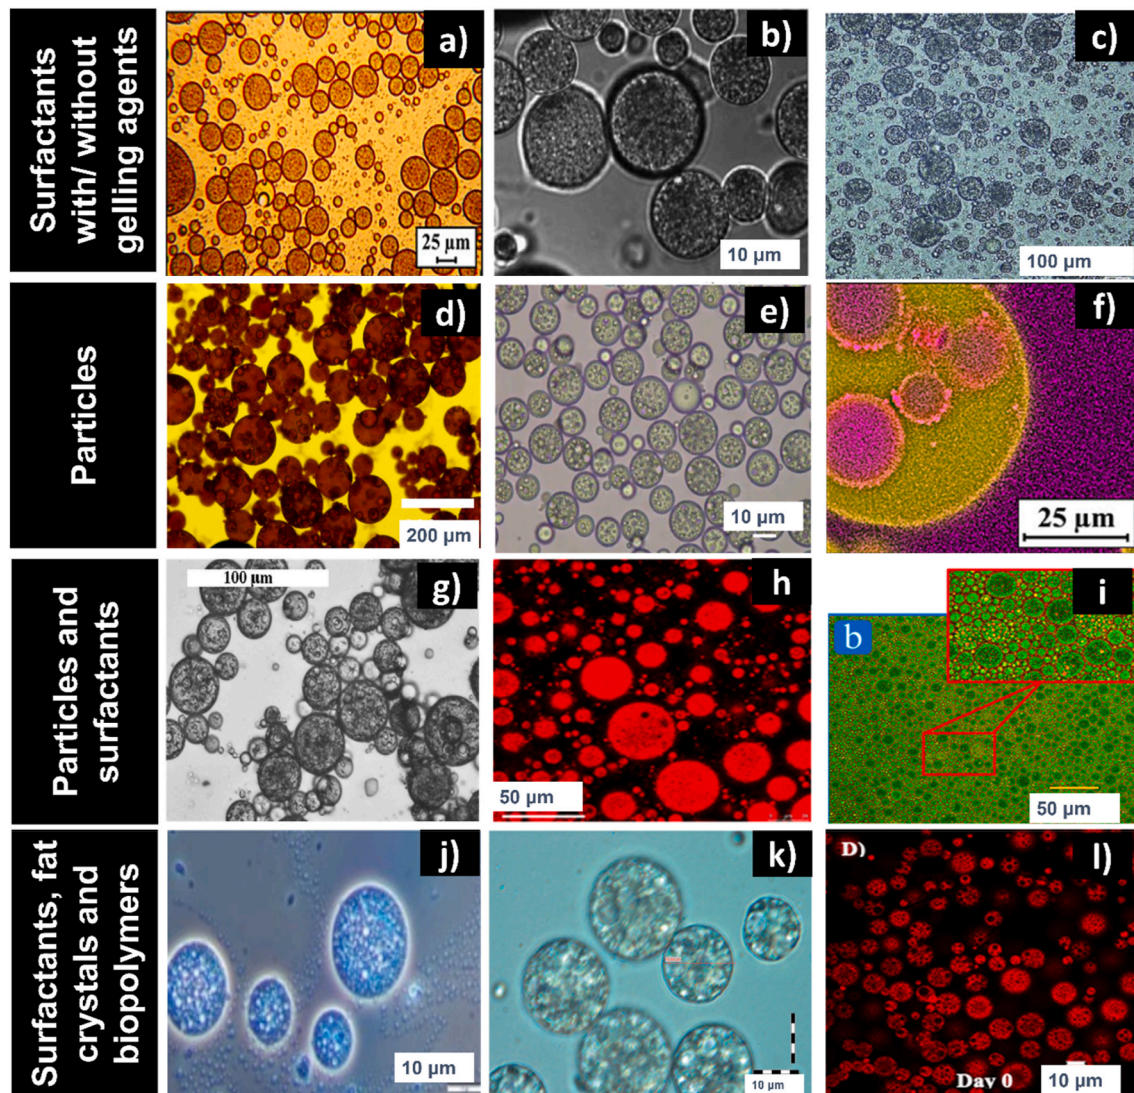 Surfactants
with/ without
gelling agents
a)
25 µm
b)
10 µm
c)
100 µm
Particles
d)
200 µm
e)
10 µm
f)
25 µm
Particles and
surfactants
100 µm
g)
h
50 µm
i
b
50 µm
Surfactants, fat
crystals and
biopolymers
j)
10 µm
k)
10 µm
D)
l)
Day 0
10 µm